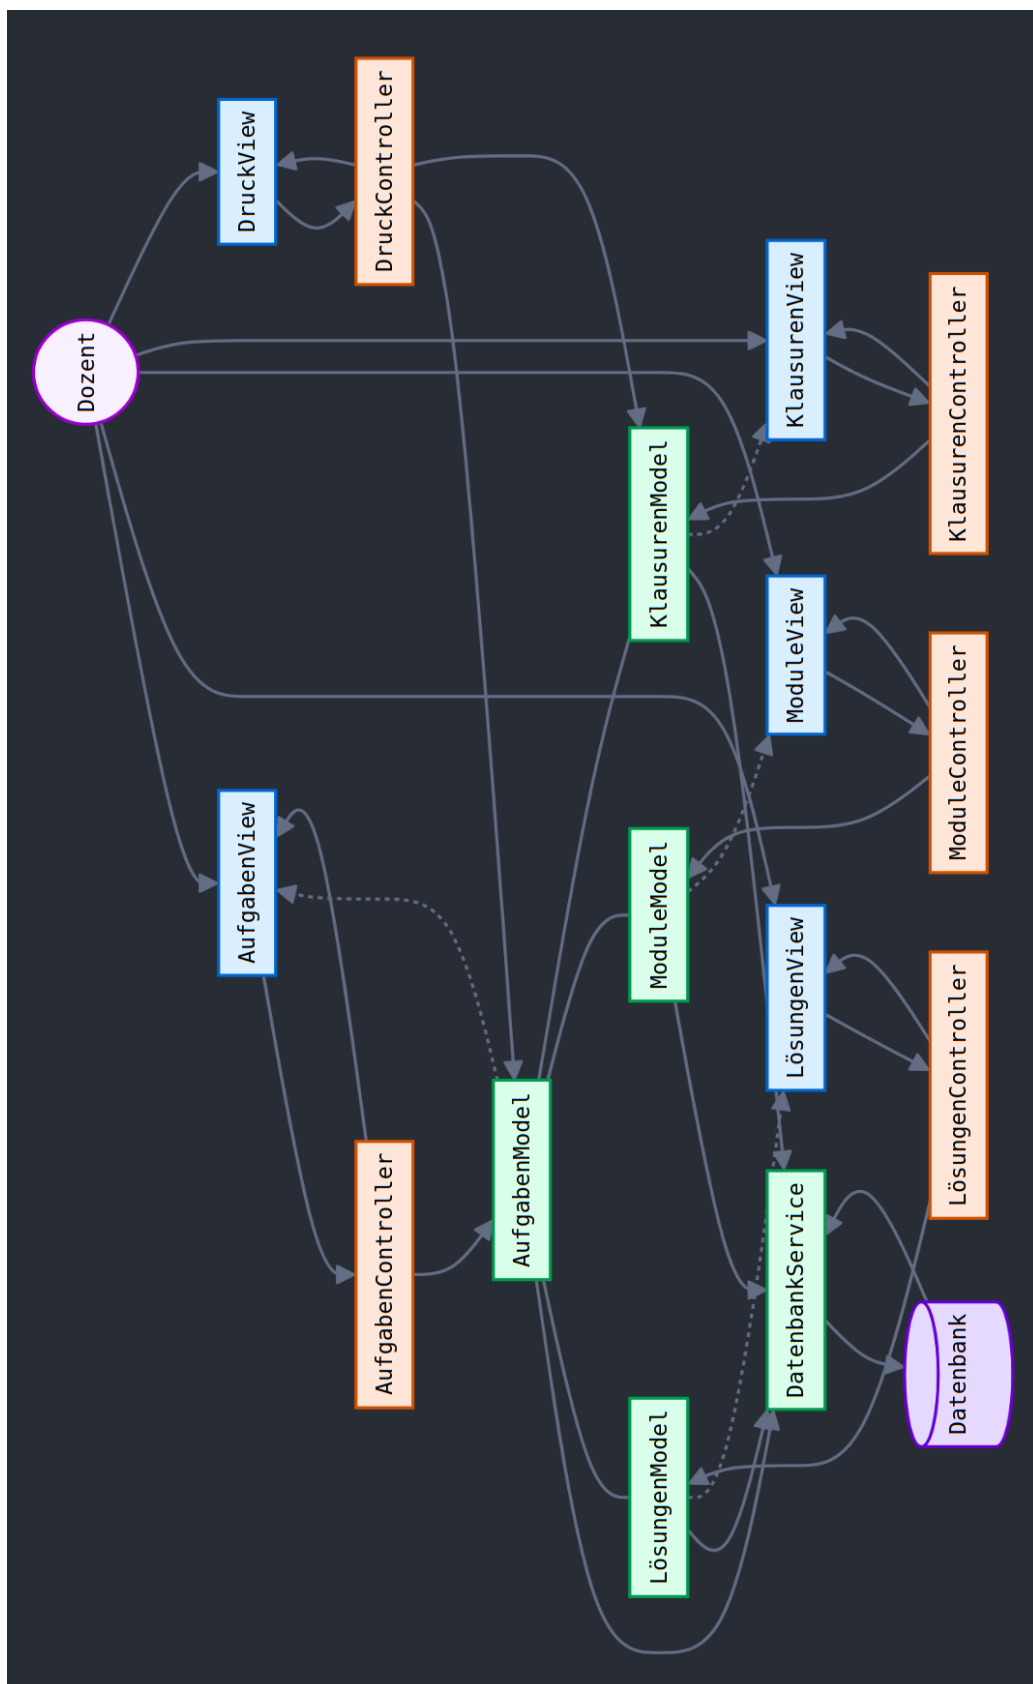 Dozent
DruckView
AufgabenView
DruckController
AufgabenController
AufgabenModel
KlausurenModel
ModuleModel
LösungenModel
KlausurenView
ModuleView
LösungenView
DatenbankService
KlausurenController
ModuleController
LösungenController
Datenbank